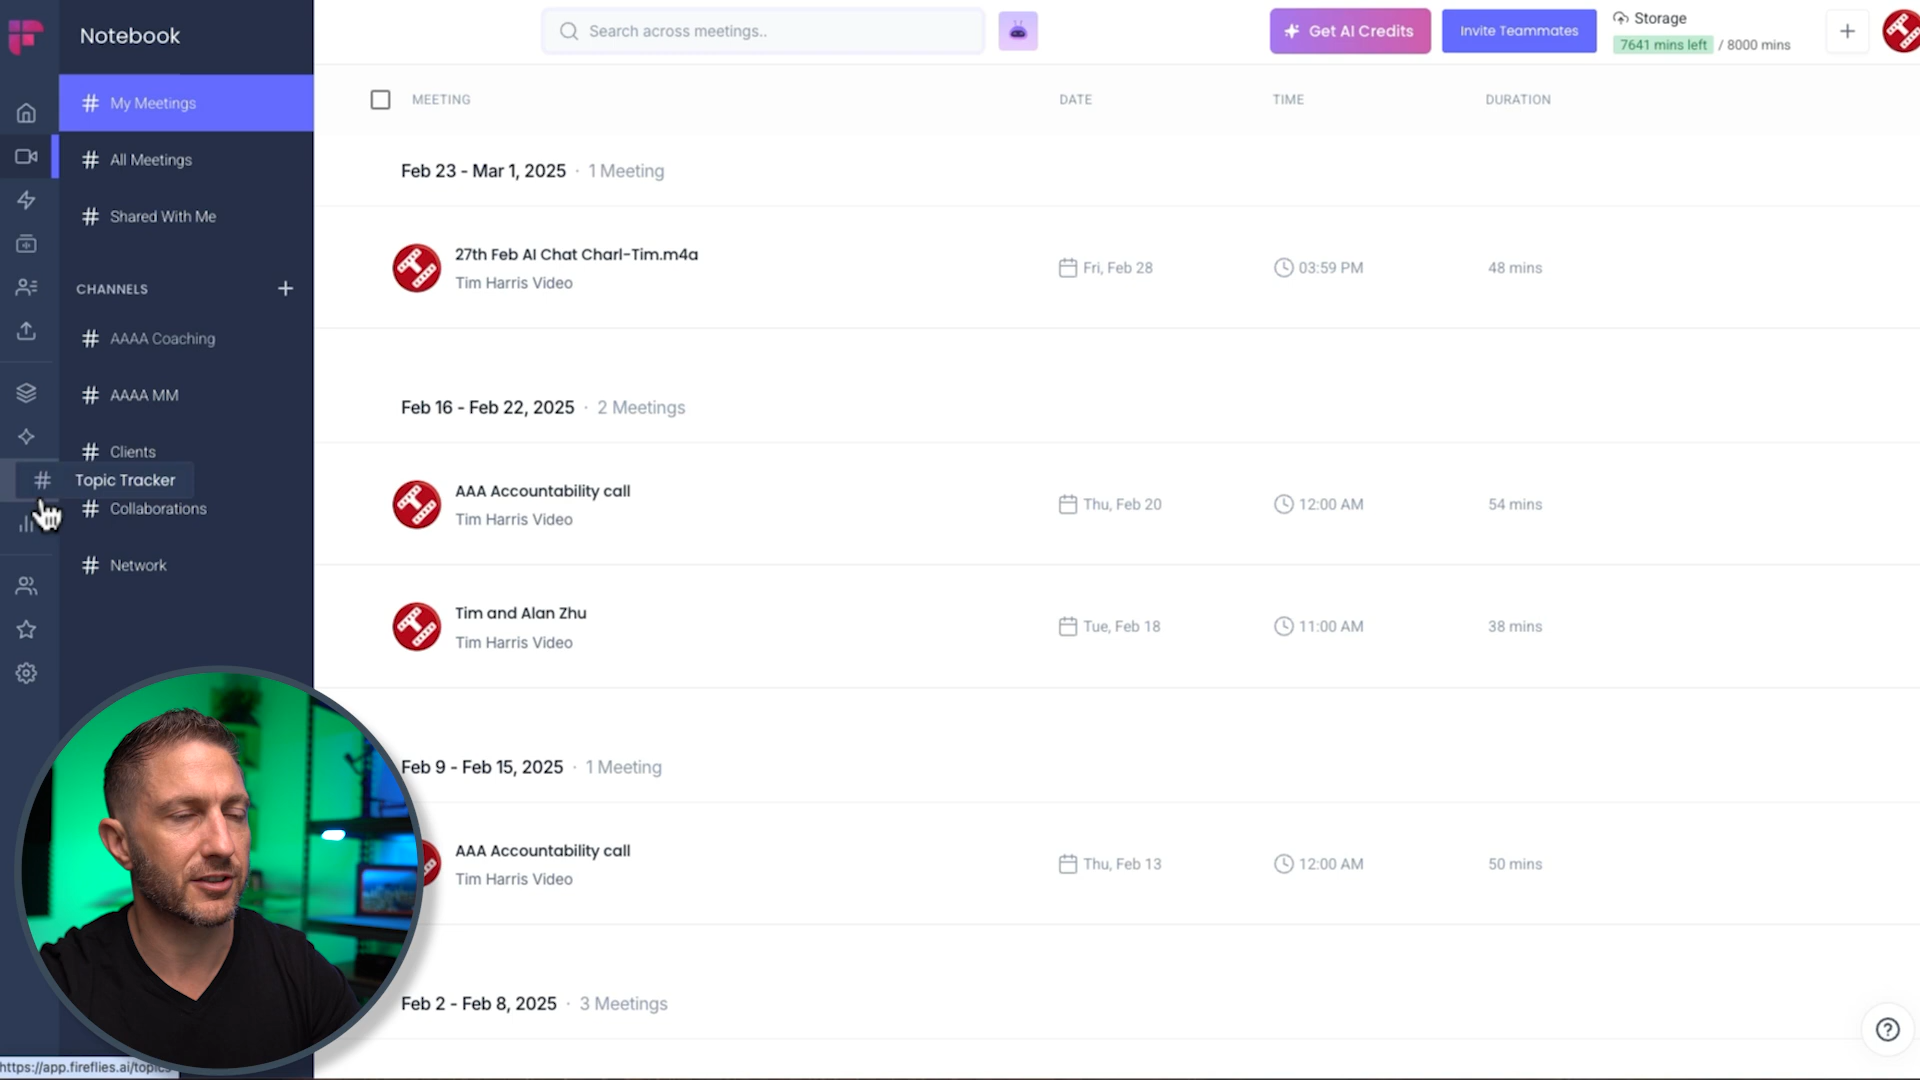 Notebook
Search across meetings..
Get AI Credits
Invite Teammates
Storage
7641 mins left / 8000 mins
# My Meetings
# All Meetings
# Shared With Me
CHANNELS +
# AAAA Coaching
# AAAA MM
# Clients
# Topic Tracker
# Collaborations
# Network
MEETING DATE TIME DURATION
Feb 23 - Mar 1, 2025 · 1 Meeting
27th Feb AI Chat Charl-Tim.m4a
Tim Harris Video
Fri, Feb 28 03:59 PM 48 mins
Feb 16 - Feb 22, 2025 · 2 Meetings
AAA Accountability call
Tim Harris Video
Thu, Feb 20 12:00 AM 54 mins
Tim and Alan Zhu
Tim Harris Video
Tue, Feb 18 11:00 AM 38 mins
Feb 9 - Feb 15, 2025 · 1 Meeting
AAA Accountability call
Tim Harris Video
Thu, Feb 13 12:00 AM 50 mins
Feb 2 - Feb 8, 2025 · 3 Meetings
https://app.fireflies.ai/topics